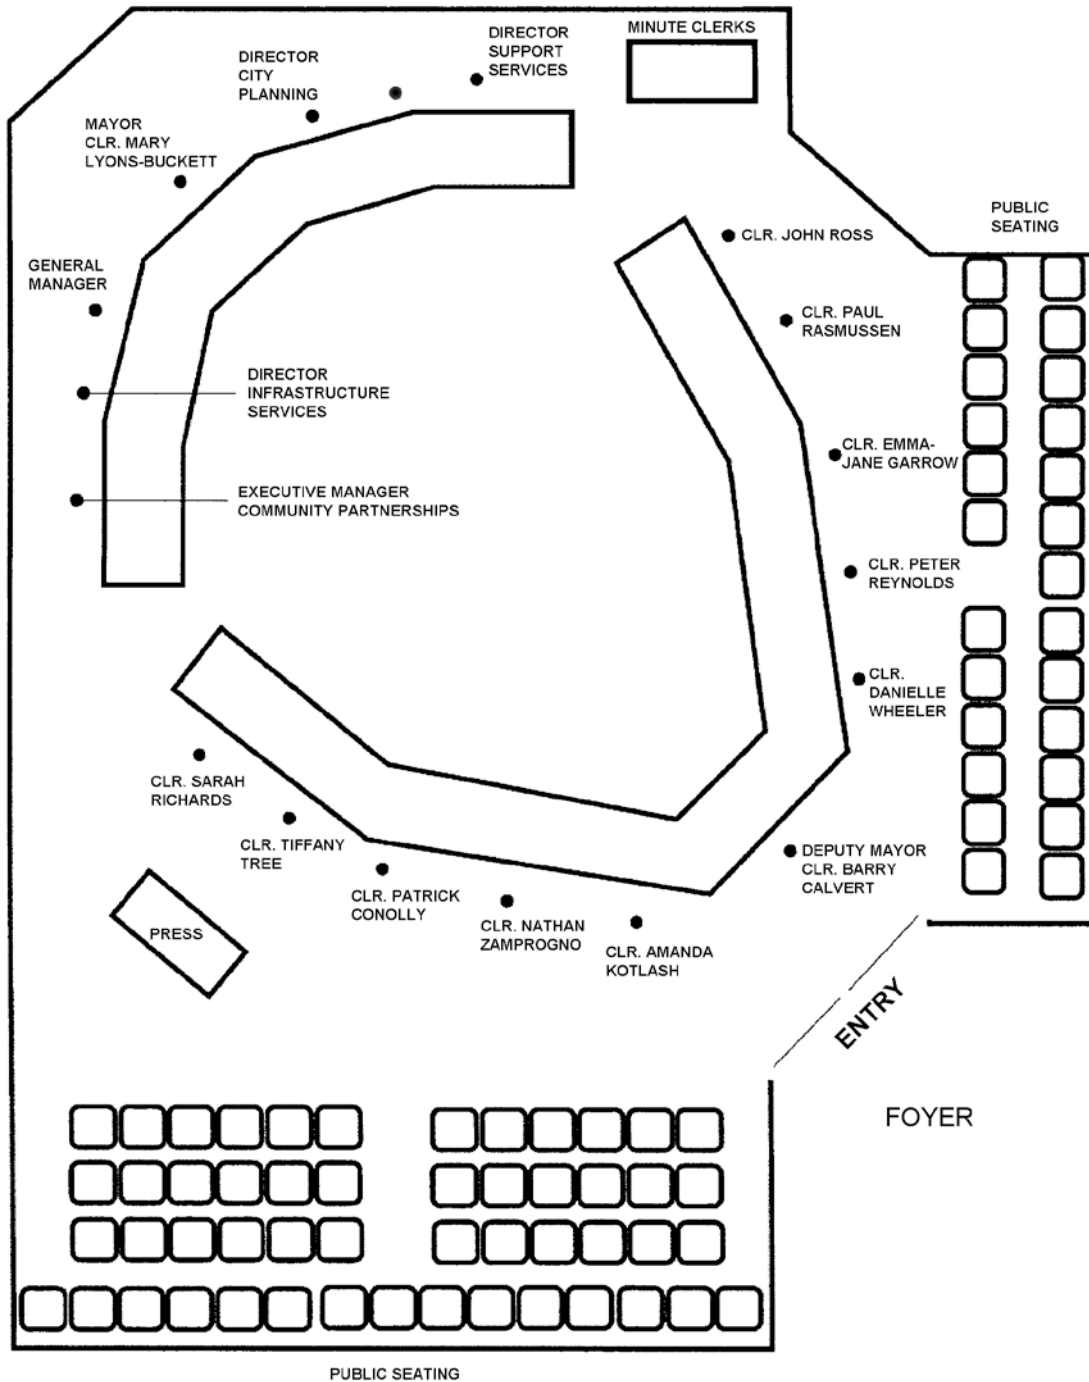 MINUTE CLERKS
DIRECTOR
SUPPORT
SERVICES
DIRECTOR
CITY
PLANNING
MAYOR
CLR. MARY
LYONS-BUCKETT
PUBLIC
SEATING
CLR. JOHN ROSS
GENERAL
MANAGER
CLR. PAUL
RASMUSSEN
DIRECTOR
INFRASTRUCTURE
SERVICES
CLR. EMMA-
JANE GARROW
EXECUTIVE MANAGER
COMMUNITY PARTNERSHIPS
CLR. PETER
REYNOLDS
CLR.
DANIELLE
WHEELER
CLR. SARAH
RICHARDS
CLR. TIFFANY
TREE
DEPUTY MAYOR
CLR. BARRY
CALVERT
CLR. PATRICK
CONOLLY
CLR. NATHAN
ZAMPROGNO
CLR. AMANDA
KOTLASH
PRESS
ENTRY
FOYER
PUBLIC SEATING